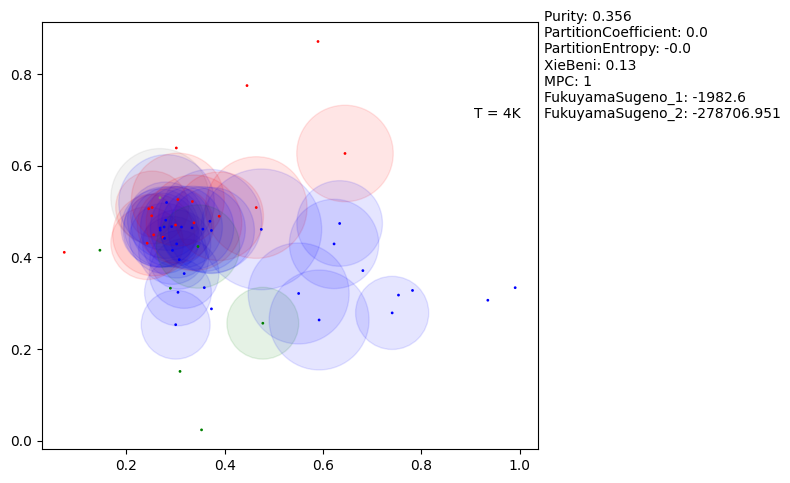 Purity: 0.356
PartitionCoefficient: 0.0
PartitionEntropy: -0.0
XieBeni: 0.13
MPC: 1
FukuyamaSugeno_1: -1982.6
FukuyamaSugeno_2: -278706.951
T = 4K
0.8
0.6
0.4
0.2
0.0
0.2 0.4 0.6 0.8 1.0